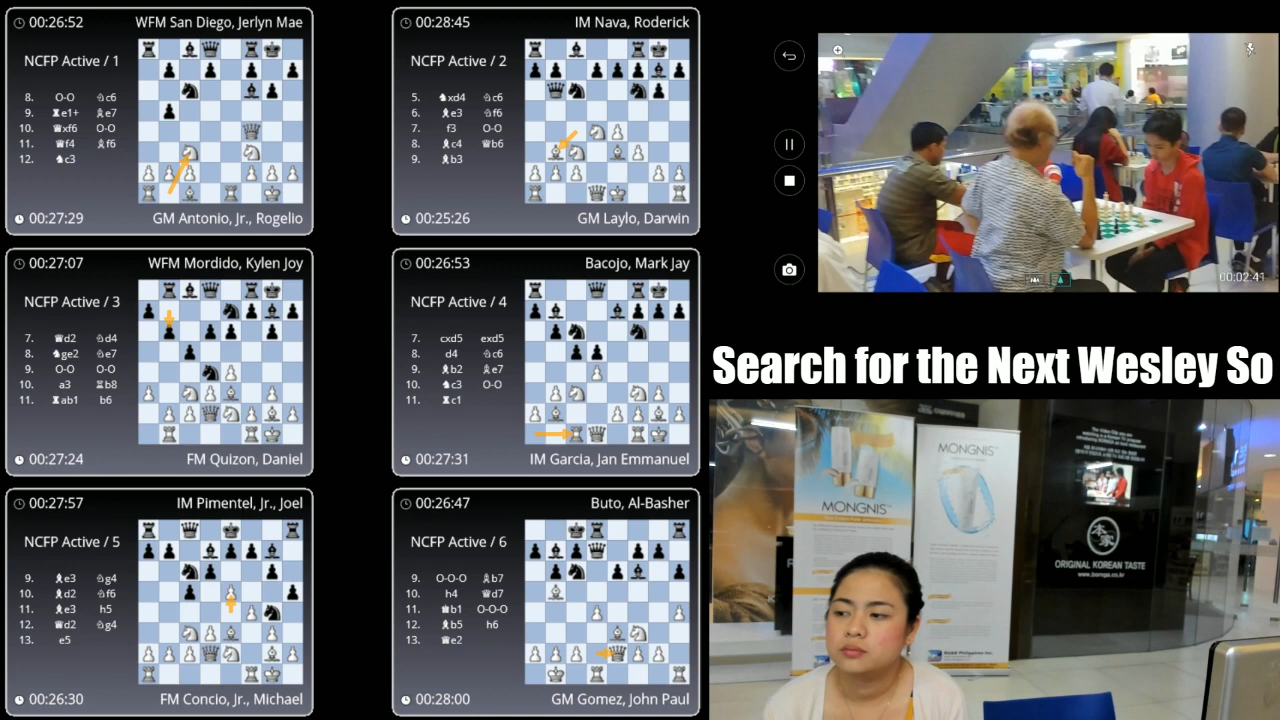 00:26:52 WFM San Diego, Jerlyn Mae
NCFP Active / 1
8. O-O ♘c6
9. ♜e1+ ♗e7
10. ♛xf6 O-O
11. ♛f4 ♗f6
12. ♞c3
00:27:29 GM Antonio, Jr., Rogelio
00:28:45 IM Nava, Roderick
NCFP Active / 2
5. ♞xd4 ♘c6
6. ♝e3 ♘f6
7. f3 O-O
8. ♝c4 ♕b6
9. ♝b3
00:25:26 GM Laylo, Darwin
00:27:07 WFM Mordido, Kylen Joy
NCFP Active / 3
7. ♛d2 ♘d4
8. ♞ge2 ♘e7
9. O-O O-O
10. a3 ♖b8
11. ♜ab1 b6
00:27:24 FM Quizon, Daniel
00:26:53 Bacojo, Mark Jay
NCFP Active / 4
7. cxd5 exd5
8. d4 ♘c6
9. ♝b2 ♗e7
10. ♞c3 O-O
11. ♜c1
00:27:31 IM Garcia, Jan Emmanuel
00:27:57 IM Pimentel, Jr., Joel
NCFP Active / 5
9. ♝e3 ♘g4
10. ♝d2 ♘f6
11. ♝e3 h5
12. ♛d2 ♘g4
13. e5
00:26:30 FM Concio, Jr., Michael
00:26:47 Buto, Al-Basher
NCFP Active / 6
9. O-O-O ♗b7
10. h4 ♕d7
11. ♚b1 O-O-O
12. ♝b5 h6
13. ♛e2
00:28:00 GM Gomez, John Paul
00:02:41
Search for the Next Wesley So
MONGNIS
MONGNIS
ORIGINAL KOREAN TASTE
www.bornga.co.kr